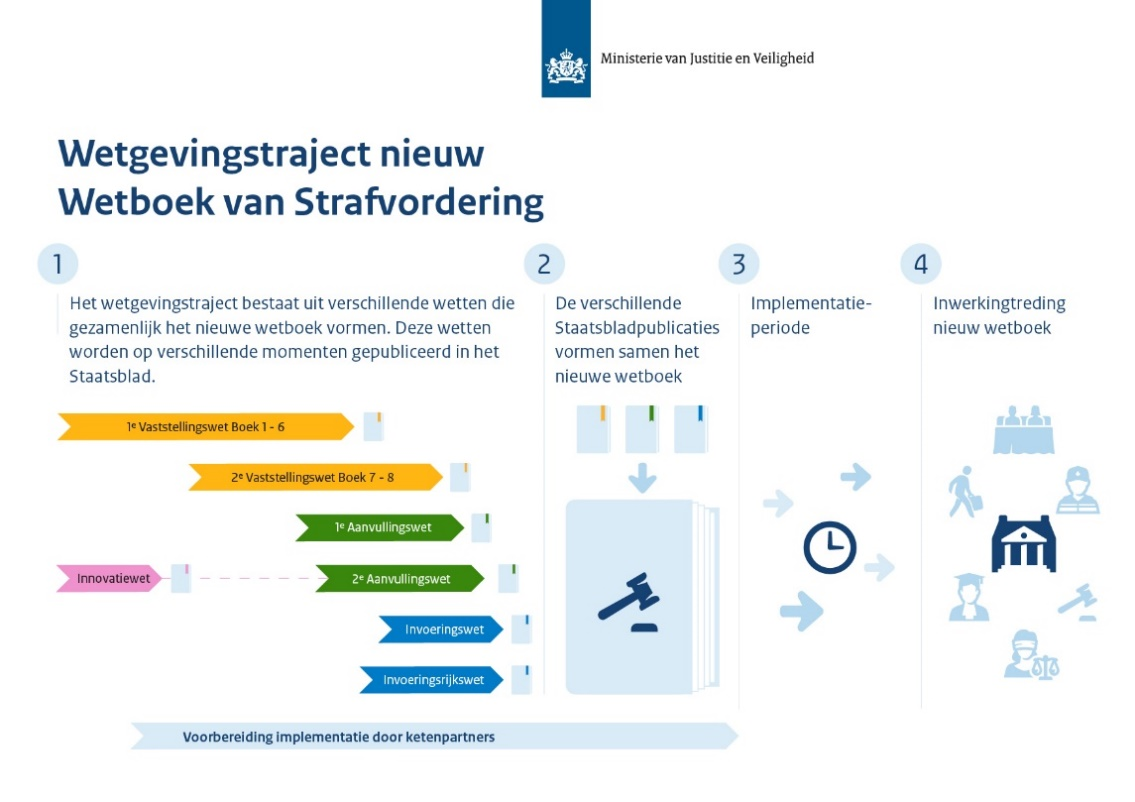 Ministerie van Justitie en Veiligheid
Wetgevingstraject nieuw
Wetboek van Strafvordering
1
Het wetgevingstraject bestaat uit verschillende wetten die
gezamenlijk het nieuwe wetboek vormen. Deze wetten
worden op verschillende momenten gepubliceerd in het
Staatsblad.
1e Vaststellingswet Boek 1 - 6
2e Vaststellingswet Boek 7 - 8
1e Aanvullingswet
Innovatiewet
2e Aanvullingswet
Invoeringswet
Invoeringsrijkswet
Voorbereiding implementatie door ketenpartners
2
De verschillende
Staatsbladpublicaties
vormen samen het
nieuwe wetboek
3
Implementatie-
periode
4
Inwerkingtreding
nieuw wetboek